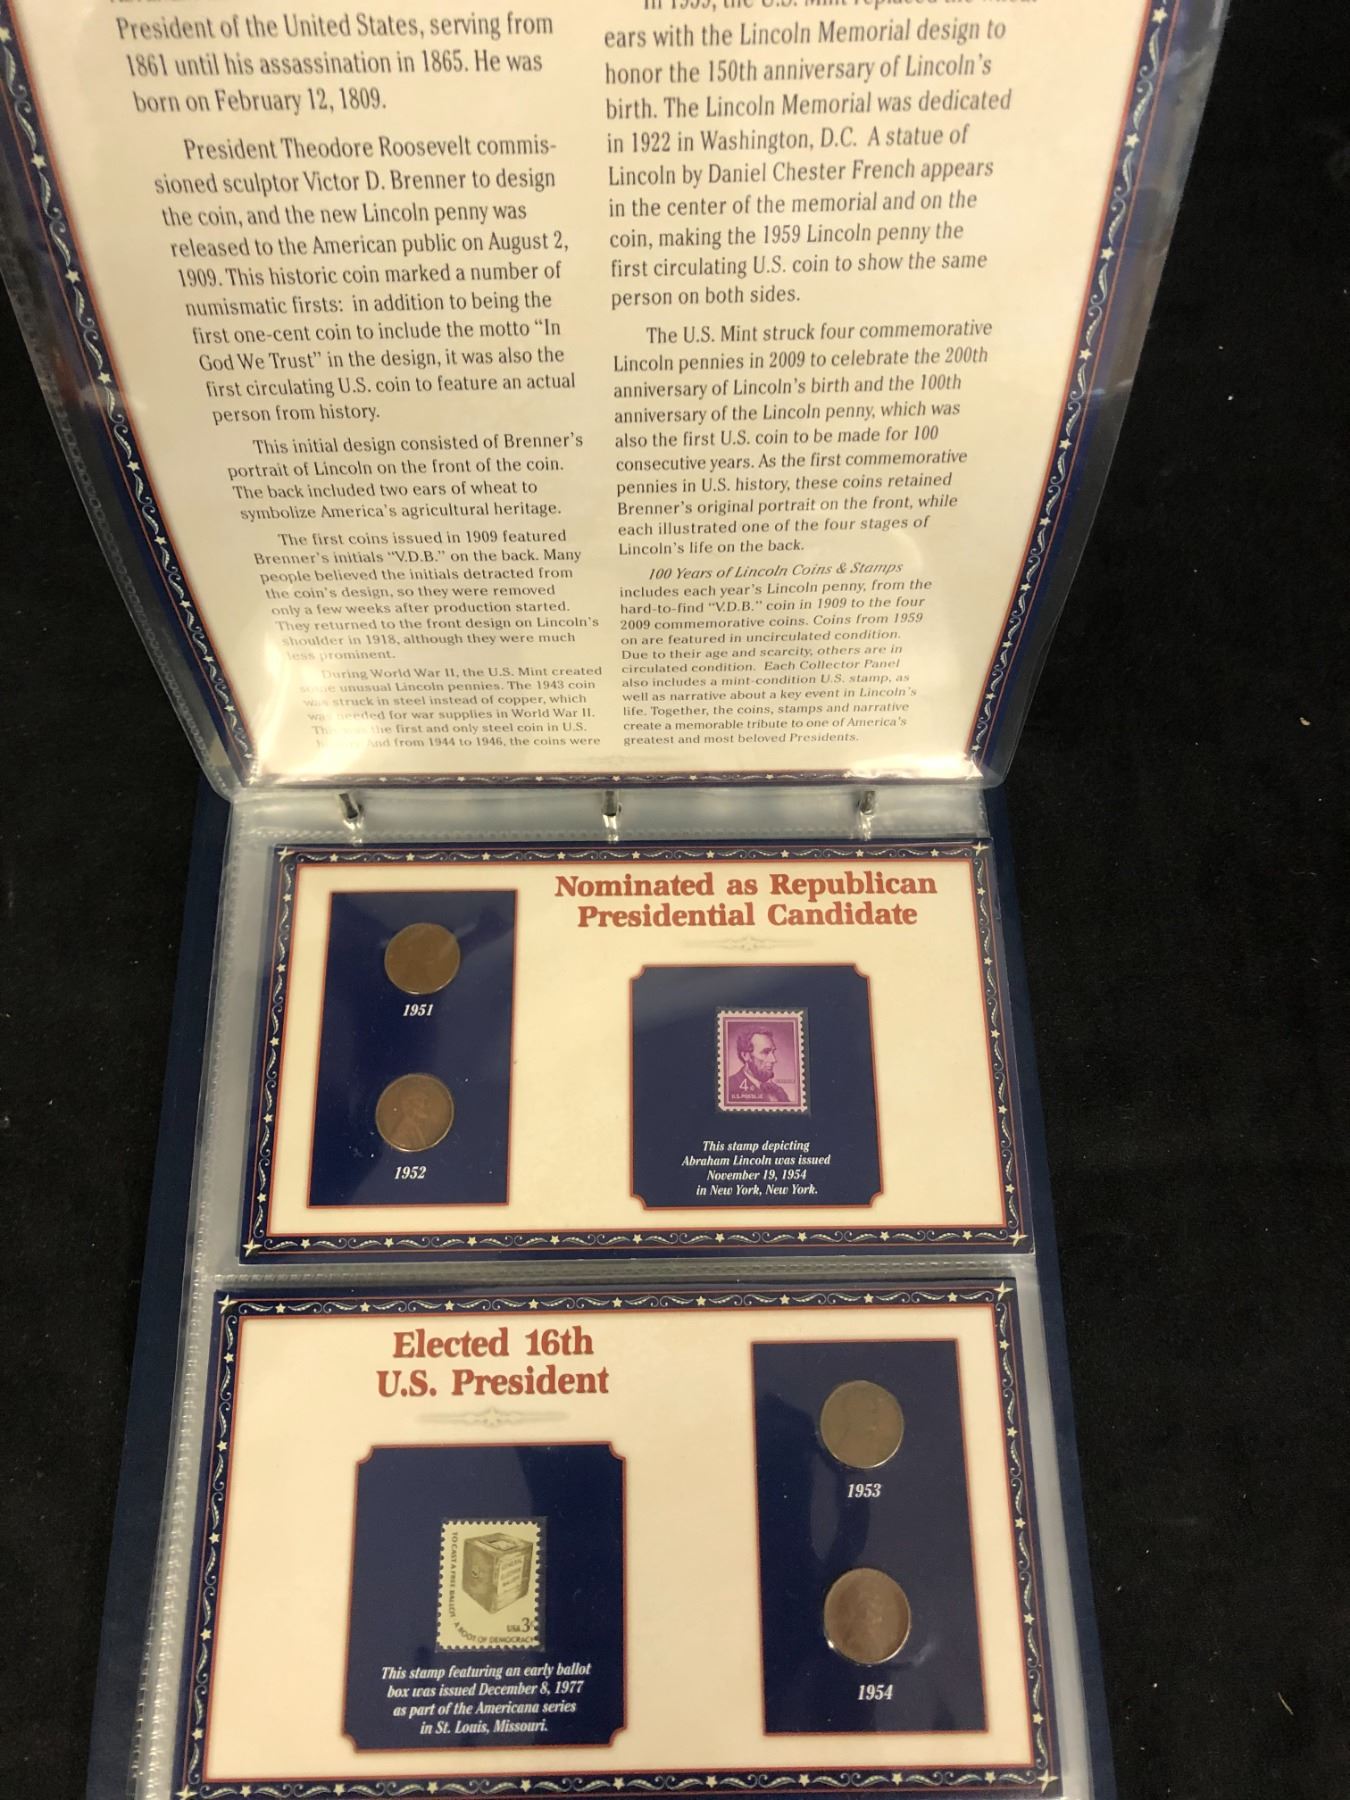 President of the United States, serving from
1861 until his assassination in 1865. He was
born on February 12, 1809.
President Theodore Roosevelt commis-
sioned sculptor Victor D. Brenner to design
the coin, and the new Lincoln penny was
released to the American public on August 2,
1909. This historic coin marked a number of
numismatic firsts: in addition to being the
first one-cent coin to include the motto “In
God We Trust” in the design, it was also the
first circulating U.S. coin to feature an actual
person from history.
This initial design consisted of Brenner’s
portrait of Lincoln on the front of the coin.
The back included two ears of wheat to
symbolize America’s agricultural heritage.
The first coins issued in 1909 featured
Brenner’s initials “V.D.B.” on the back. Many
people believed the initials detracted from
the coin’s design, so they were removed
only a few weeks after production started.
They returned to the front design on Lincoln’s
shoulder in 1918, although they were much
less prominent.
During World War II, the U.S. Mint created
some unusual Lincoln pennies. The 1943 coin
was struck in steel instead of copper, which
was needed for war supplies in World War II.
This was the first and only steel coin in U.S.
And from 1944 to 1946, the coins were
In 1959, the U.S. Mint replaced the wheat
ears with the Lincoln Memorial design to
honor the 150th anniversary of Lincoln’s
birth. The Lincoln Memorial was dedicated
in 1922 in Washington, D.C. A statue of
Lincoln by Daniel Chester French appears
in the center of the memorial and on the
coin, making the 1959 Lincoln penny the
first circulating U.S. coin to show the same
person on both sides.
The U.S. Mint struck four commemorative
Lincoln pennies in 2009 to celebrate the 200th
anniversary of Lincoln’s birth and the 100th
anniversary of the Lincoln penny, which was
also the first U.S. coin to be made for 100
consecutive years. As the first commemorative
pennies in U.S. history, these coins retained
Brenner’s original portrait on the front, while
each illustrated one of the four stages of
Lincoln’s life on the back.
100 Years of Lincoln Coins & Stamps
includes each year’s Lincoln penny, from the
hard-to-find “V.D.B.” coin in 1909 to the four
2009 commemorative coins. Coins from 1959
on are featured in uncirculated condition.
Due to their age and scarcity, others are in
circulated condition. Each Collector Panel
also includes a mint-condition U.S. stamp, as
well as narrative about a key event in Lincoln’s
life. Together, the coins, stamps and narrative
create a memorable tribute to one of America’s
greatest and most beloved Presidents.
Nominated as Republican
Presidential Candidate
1951
1952
4¢
U.S. POSTAGE
This stamp depicting
Abraham Lincoln was issued
November 19, 1954
in New York, New York.
Elected 16th
U.S. President
TO CAST A FREE BALLOT
A ROOT OF DEMOCRACY
USA 3¢
This stamp featuring an early ballot
box was issued December 8, 1977
as part of the Americana series
in St. Louis, Missouri.
1953
1954